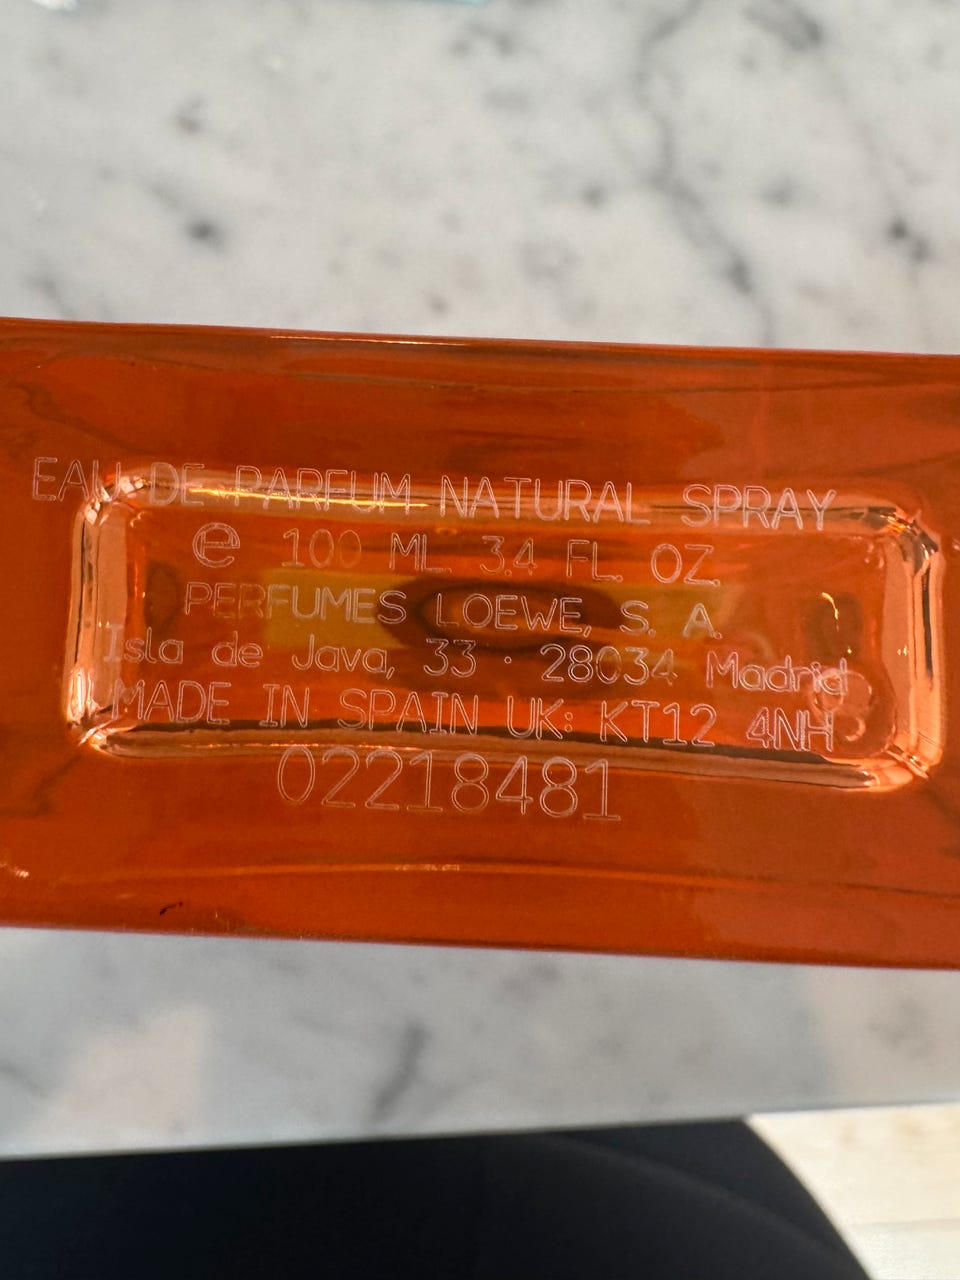 EAU DE PARFUM NATURAL SPRAY
℮ 100 ML. 3.4 FL. OZ.
PERFUMES LOEWE, S. A.
Isla de Java, 33 · 28034 Madrid
MADE IN SPAIN UK: KT12 4NH
02218481